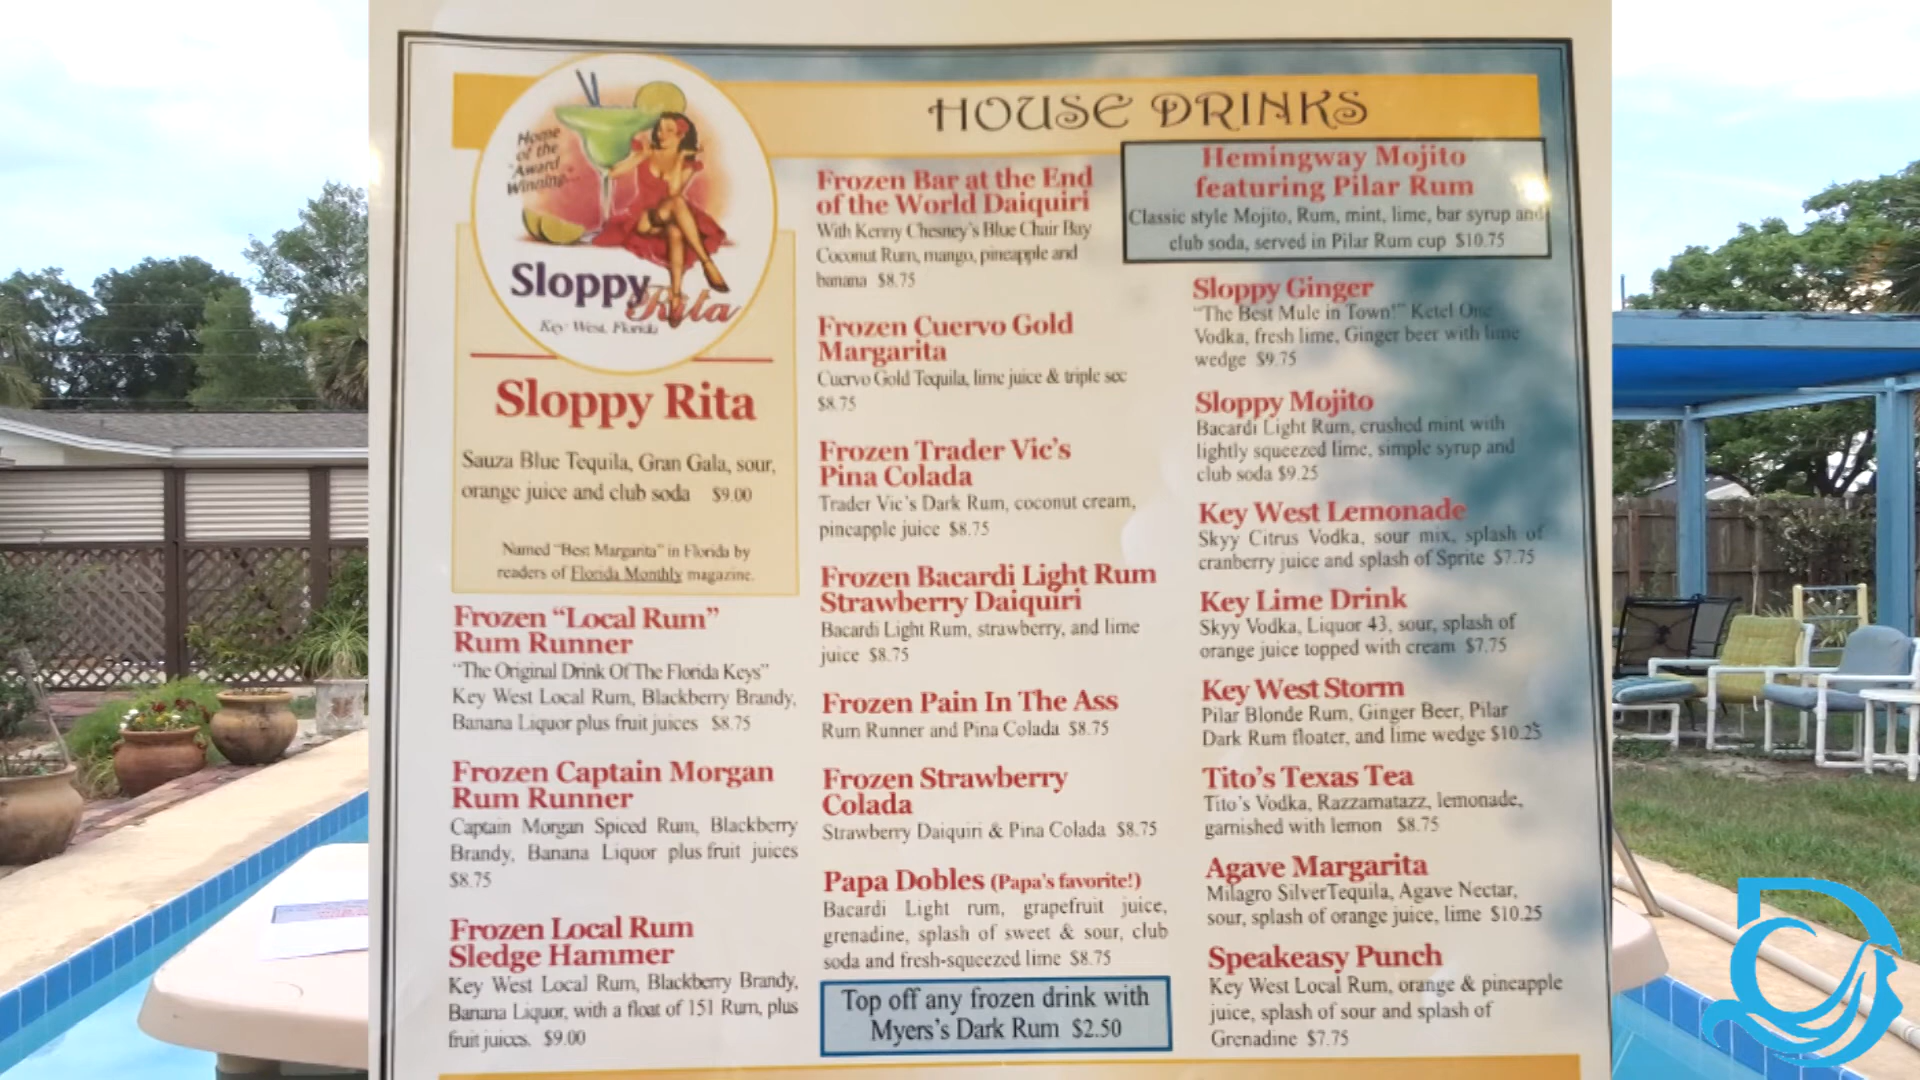 HOUSE DRINKS
Home
of the
"Award
Winning..."
Sloppy
Rita
Key West, Florida
Sloppy Rita
Sauza Blue Tequila, Gran Gala, sour,
orange juice and club soda $9.00
Named "Best Margarita" in Florida by
readers of Florida Monthly magazine.
Frozen "Local Rum"
Rum Runner
"The Original Drink Of The Florida Keys"
Key West Local Rum, Blackberry Brandy,
Banana Liquor plus fruit juices $8.75
Frozen Captain Morgan
Rum Runner
Captain Morgan Spiced Rum, Blackberry
Brandy, Banana Liquor plus fruit juices
$8.75
Frozen Local Rum
Sledge Hammer
Key West Local Rum, Blackberry Brandy,
Banana Liquor, with a float of 151 Rum, plus
fruit juices. $9.00
Frozen Bar at the End
of the World Daiquiri
With Kenny Chesney's Blue Chair Bay
Coconut Rum, mango, pineapple and
banana $8.75
Frozen Cuervo Gold
Margarita
Cuervo Gold Tequila, lime juice & triple sec
$8.75
Frozen Trader Vic's
Pina Colada
Trader Vic's Dark Rum, coconut cream,
pineapple juice $8.75
Frozen Bacardi Light Rum
Strawberry Daiquiri
Bacardi Light Rum, strawberry, and lime
juice $8.75
Frozen Pain In The Ass
Rum Runner and Pina Colada $8.75
Frozen Strawberry
Colada
Strawberry Daiquiri & Pina Colada $8.75
Papa Dobles (Papa's favorite!)
Bacardi Light rum, grapefruit juice,
grenadine, splash of sweet & sour, club
soda and fresh-squeezed lime $8.75
Top off any frozen drink with
Myers's Dark Rum $2.50
Hemingway Mojito
featuring Pilar Rum
Classic style Mojito, Rum, mint, lime, bar syrup and
club soda, served in Pilar Rum cup $10.75
Sloppy Ginger
"The Best Mule in Town!" Ketel One
Vodka, fresh lime, Ginger beer with lime
wedge $9.75
Sloppy Mojito
Bacardi Light Rum, crushed mint with
lightly squeezed lime, simple syrup and
club soda $9.25
Key West Lemonade
Skyy Citrus Vodka, sour mix, splash of
cranberry juice and splash of Sprite $7.75
Key Lime Drink
Skyy Vodka, Liquor 43, sour, splash of
orange juice topped with cream $7.75
Key West Storm
Pilar Blonde Rum, Ginger Beer, Pilar
Dark Rum floater, and lime wedge $10.25
Tito's Texas Tea
Tito's Vodka, Razzamatazz, lemonade,
garnished with lemon $8.75
Agave Margarita
Milagro SilverTequila, Agave Nectar,
sour, splash of orange juice, lime $10.25
Speakeasy Punch
Key West Local Rum, orange & pineapple
juice, splash of sour and splash of
Grenadine $7.75